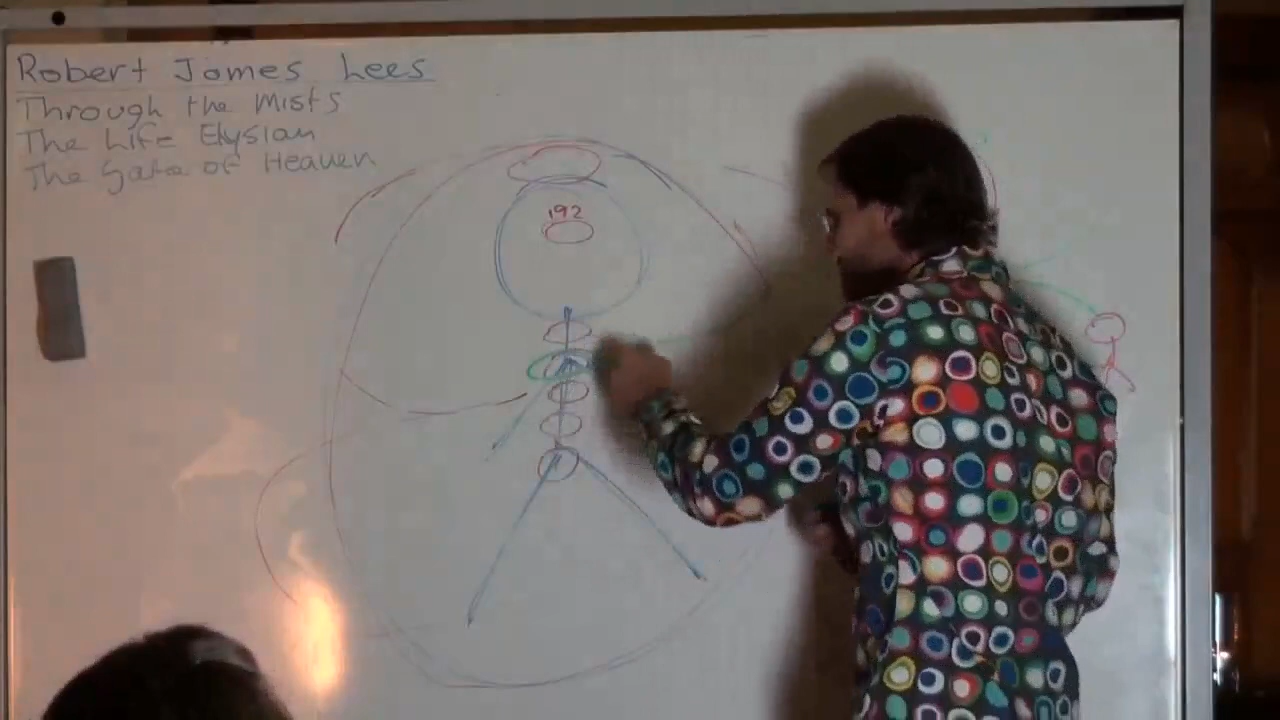 Robert James Lees
Through the Mists
The Life Elysian
The Gate of Heaven
192